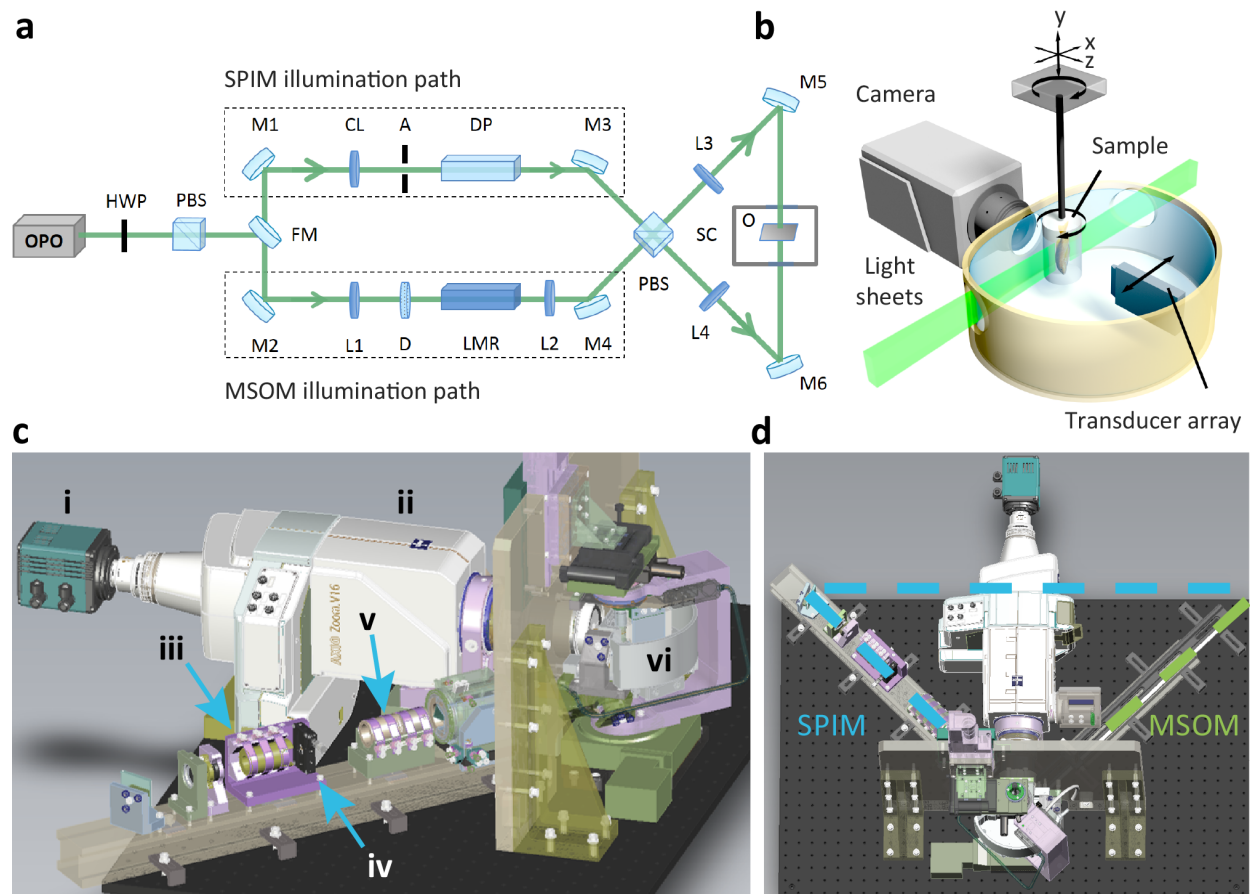 a
SPIM illumination path
M1
CL
A
DP
M3
HWP
PBS
OPO
FM
M2
L1
D
LMR
L2
M4
MSOM illumination path
PBS
L3
L4
M5
SC
O
M6
b
y
x
z
Camera
Sample
Light
sheets
Transducer array
c
i
ii
iii
iv
v
vi
AXIO Zoom.V16
d
SPIM
MSOM